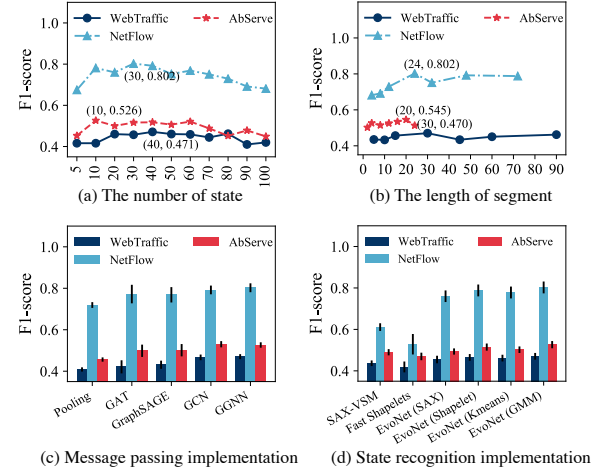 WebTraffic AbServe
NetFlow
F1-score
1.0
0.8
0.6
0.4
(30, 0.802)
(10, 0.526)
(40, 0.471)
5 10 20 30 40 50 60 70 80 90 100
(a) The number of state
WebTraffic AbServe
NetFlow
F1-score
1.0
0.8
0.6
0.4
(24, 0.802)
(20, 0.545)
(30, 0.470)
0 10 20 30 40 50 60 70 80 90
(b) The length of segment
WebTraffic AbServe
NetFlow
F1-score
1.0
0.8
0.6
0.4
Pooling
GAT
GraphSAGE
GCN
GGNN
(c) Message passing implementation
WebTraffic AbServe
NetFlow
F1-score
1.0
0.8
0.6
0.4
SAX-VSM
Fast Shapelets
EvoNet (SAX)
EvoNet (Shapelet)
EvoNet (Kmeans)
EvoNet (GMM)
(d) State recognition implementation